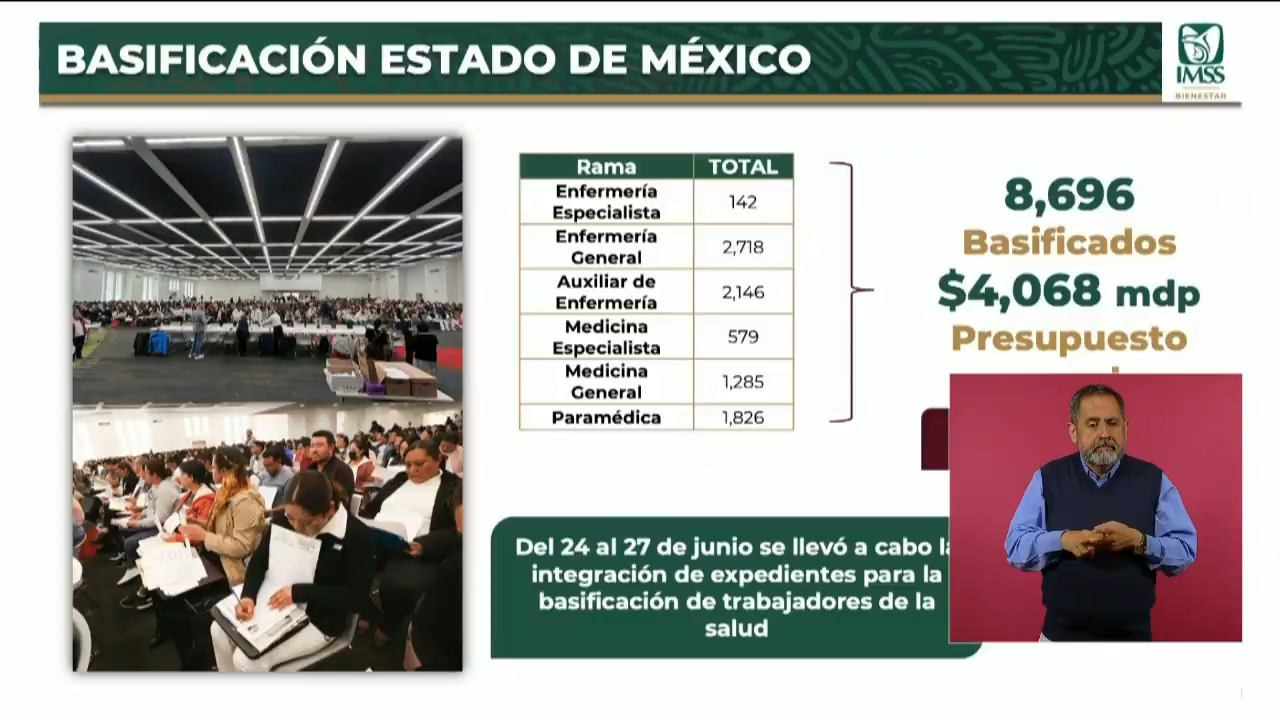 BASIFICACIÓN ESTADO DE MÉXICO
IMSS
BIENESTAR
Rama TOTAL
Enfermería
Especialista 142
Enfermería
General 2,718
Auxiliar de
Enfermería 2,146
Medicina
Especialista 579
Medicina
General 1,285
Paramédica 1,826
8,696
Basificados
$4,068 mdp
Presupuesto
Del 24 al 27 de junio se llevó a cabo
integración de expedientes para la
basificación de trabajadores de la
salud